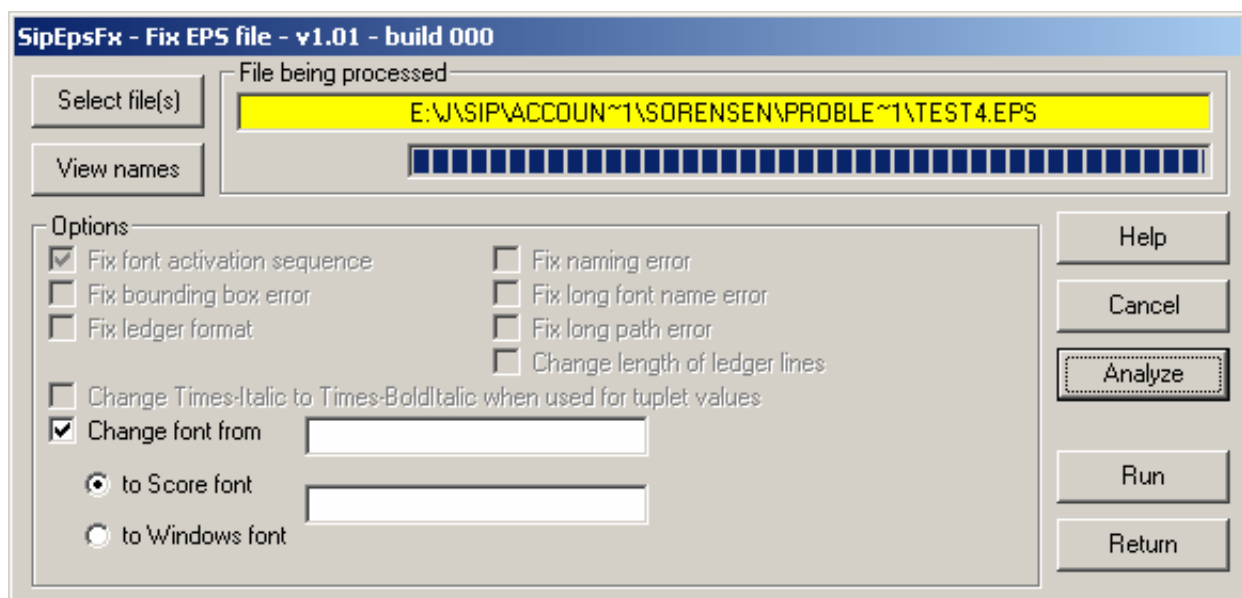 SipEpsFx - Fix EPS file - v1.01 - build 000
Select file(s)
File being processed
E:\J\SIP\ACCOUN~1\SORENSEN\PROBLE~1\TEST4.EPS
View names
Options
Fix font activation sequence
Fix naming error
Fix bounding box error
Fix long font name error
Fix ledger format
Fix long path error
Change length of ledger lines
Change Times-Italic to Times-BoldItalic when used for tuplet values
Change font from
to Score font
to Windows font
Help
Cancel
Analyze
Run
Return